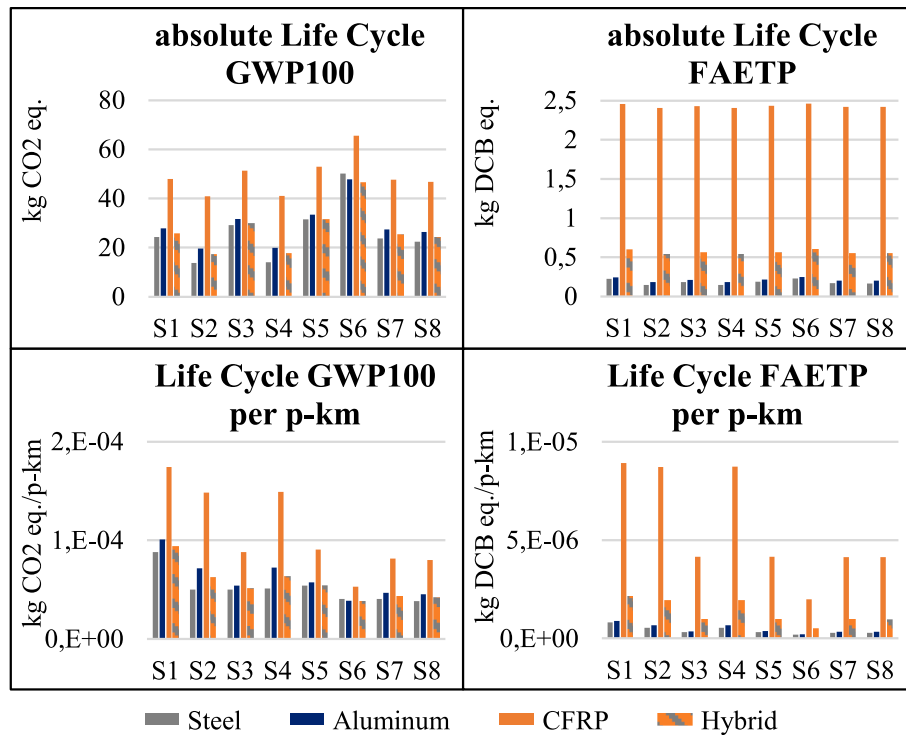 absolute Life Cycle
GWP100
kg CO2 eq.
80
60
40
20
0
S1 S2 S3 S4 S5 S6 S7 S8
absolute Life Cycle
FAETP
kg DCB eq.
2,5
2
1,5
1
0,5
0
S1 S2 S3 S4 S5 S6 S7 S8
Life Cycle GWP100
per p-km
kg CO2 eq./p-km
2,E-04
1,E-04
0,E+00
S1 S2 S3 S4 S5 S6 S7 S8
Life Cycle FAETP
per p-km
kg DCB eq./p-km
1,E-05
5,E-06
0,E+00
S1 S2 S3 S4 S5 S6 S7 S8
Steel Aluminum CFRP Hybrid